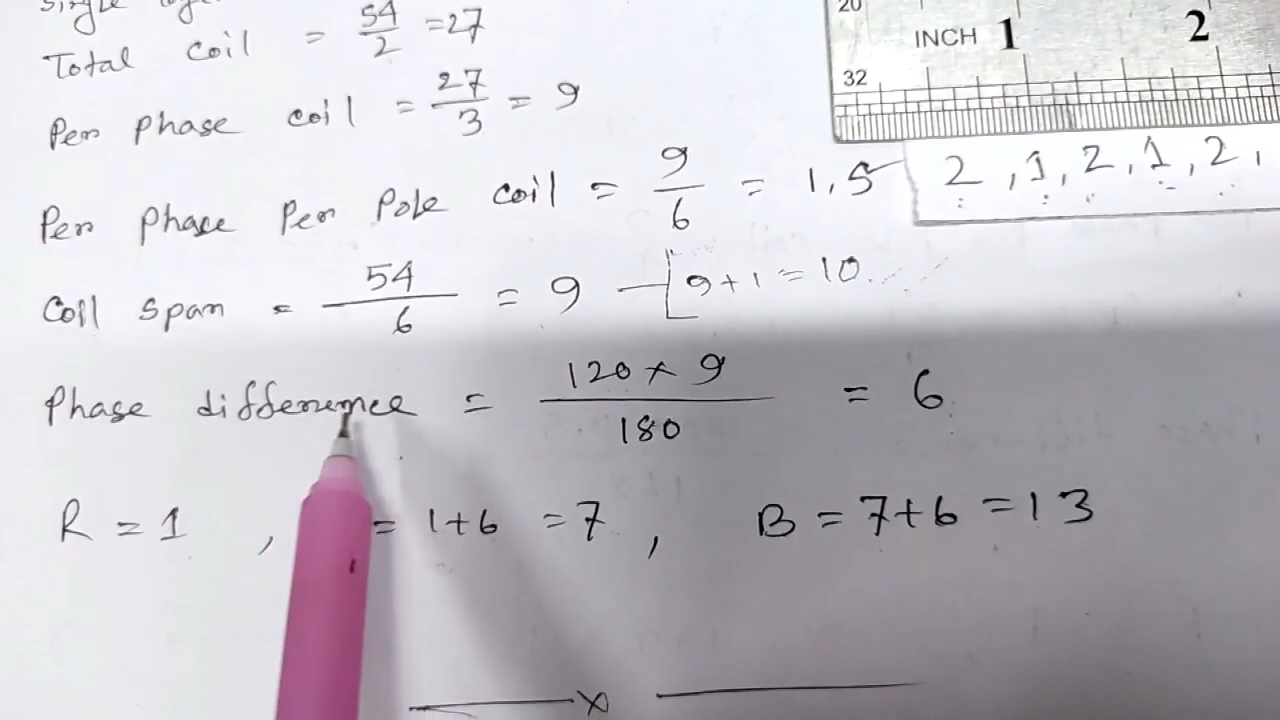 Single
Total coil = 54/2 = 27
Per Phase coil = 27/3 = 9
Per Phase Per Pole coil = 9/6 = 1,5
2, 1, 2, 1, 2,
Coil span = 54/6 = 9 9+1 = 10
Phase difference = 120 × 9/180 = 6
R = 1, = 1+6 = 7, B = 7+6 = 13
x
20
INCH 1 2
32